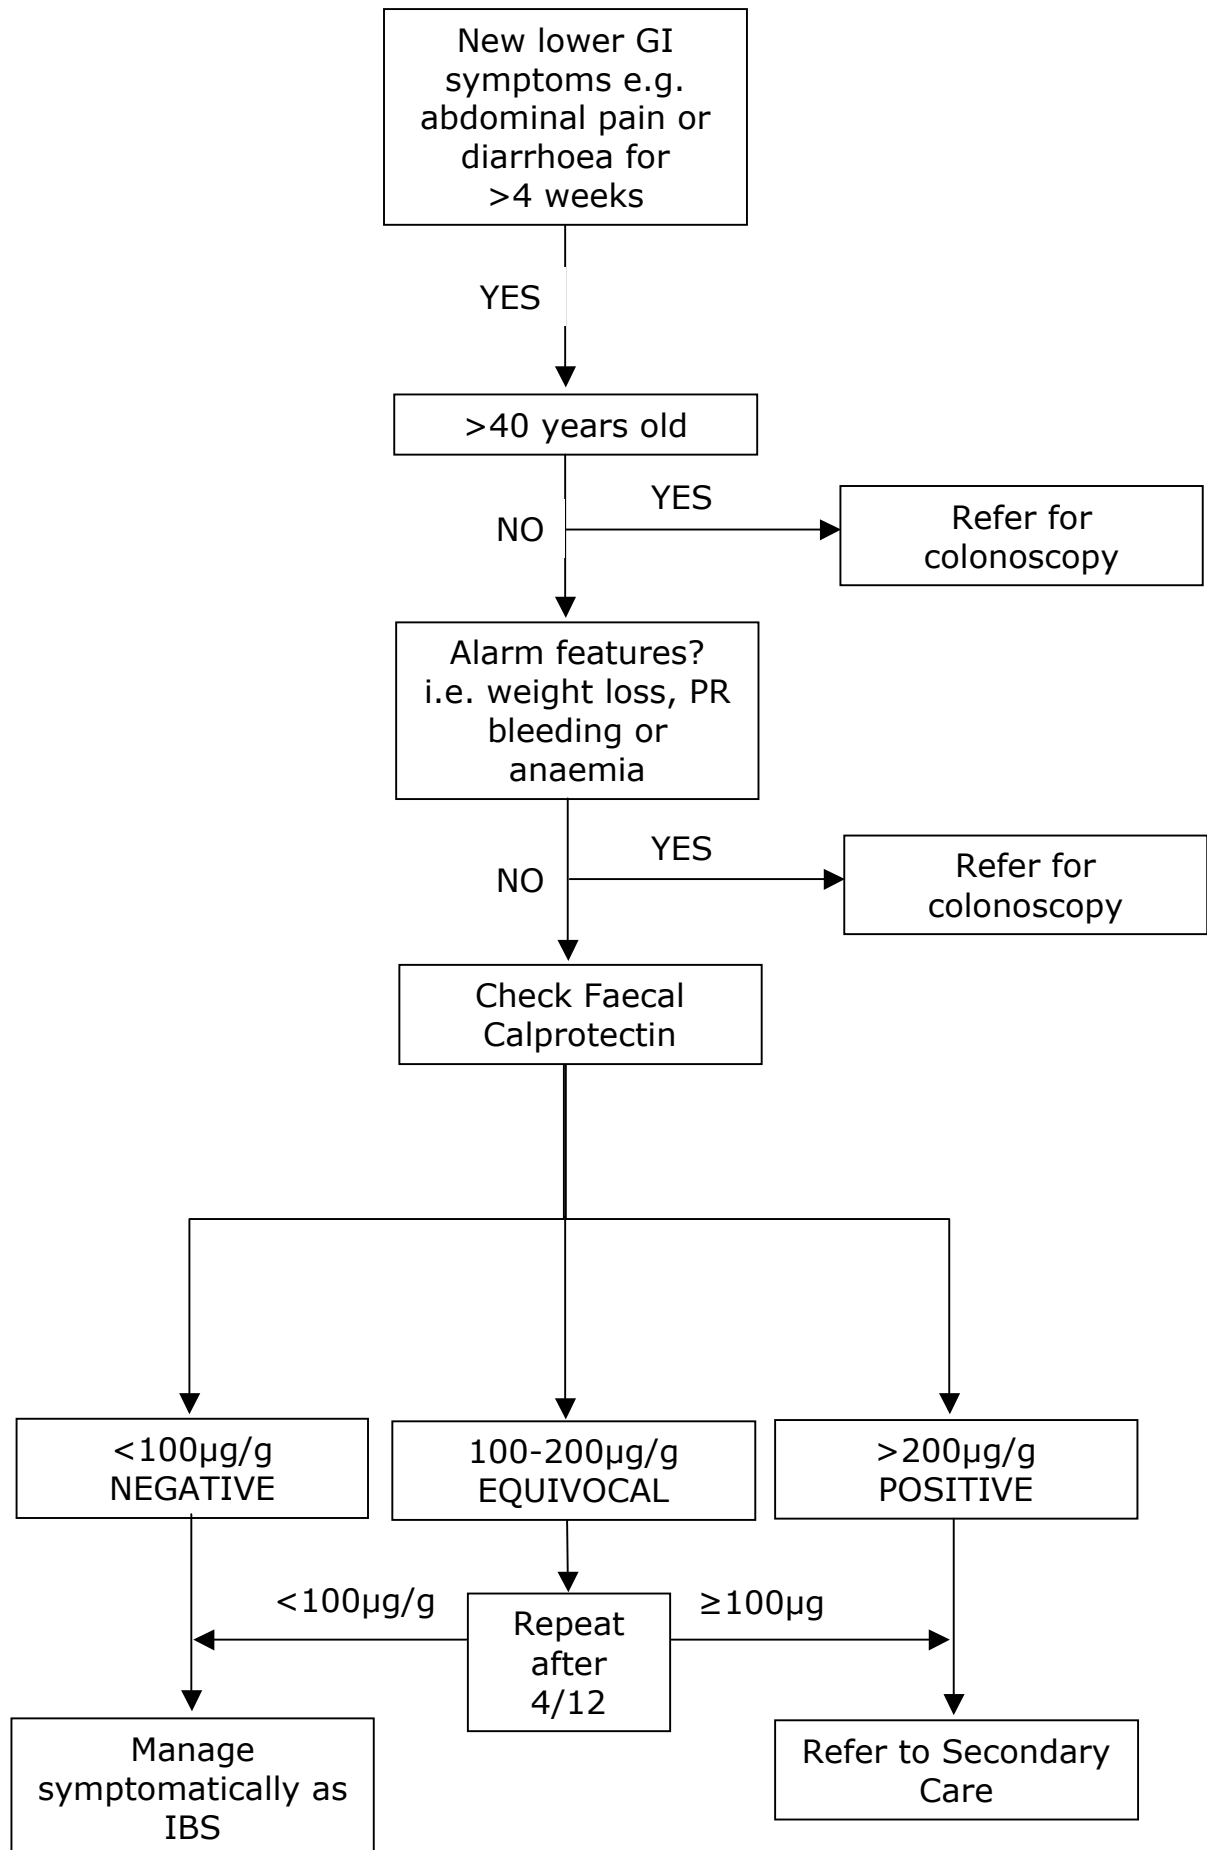 New lower GI
symptoms e.g.
abdominal pain or
diarrhoea for
>4 weeks
YES
>40 years old
YES
NO
Refer for
colonoscopy
Alarm features?
i.e. weight loss, PR
bleeding or
anaemia
YES
NO
Refer for
colonoscopy
Check Faecal
Calprotectin
<100µg/g
NEGATIVE
100-200µg/g
EQUIVOCAL
>200µg/g
POSITIVE
<100µg/g
Repeat
after
4/12
≥100µg
Manage
symptomatically as
IBS
Refer to Secondary
Care